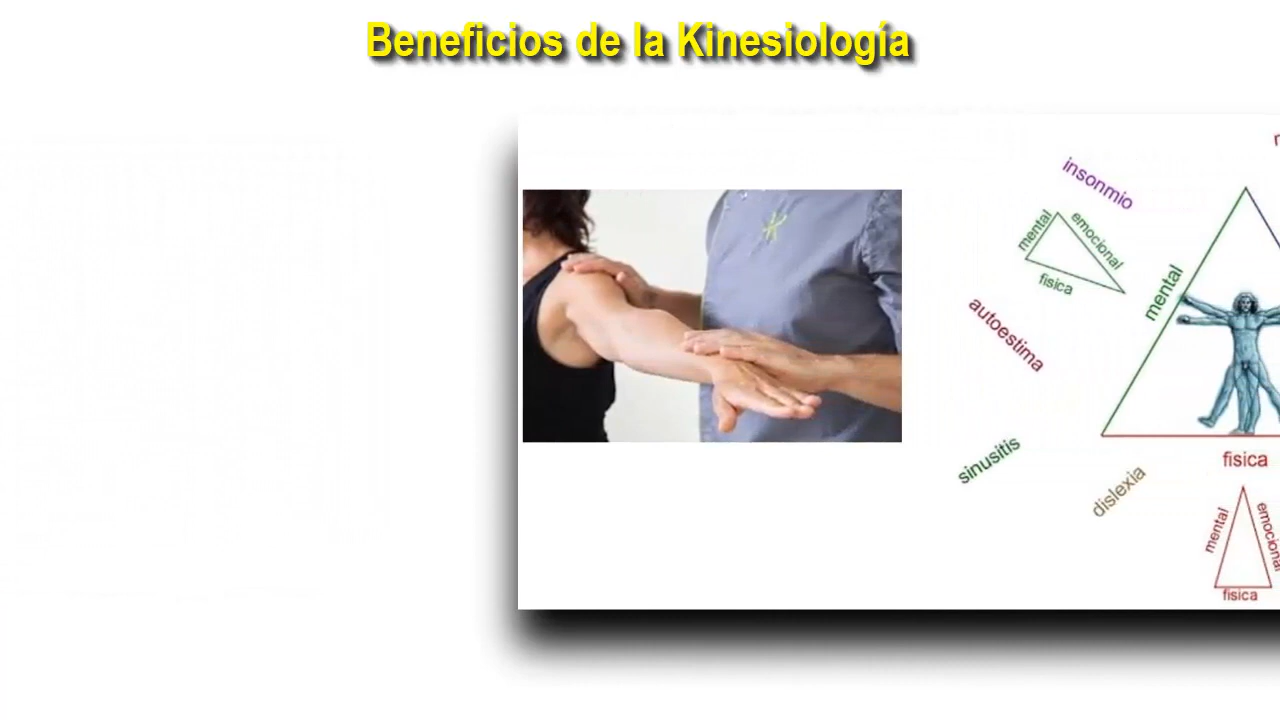 Beneficios de la Kinesiología
insonmio
mental
emocional
fisica
autoestima
mental
sinusitis
dislexia
fisica
mental
emocional
fisica